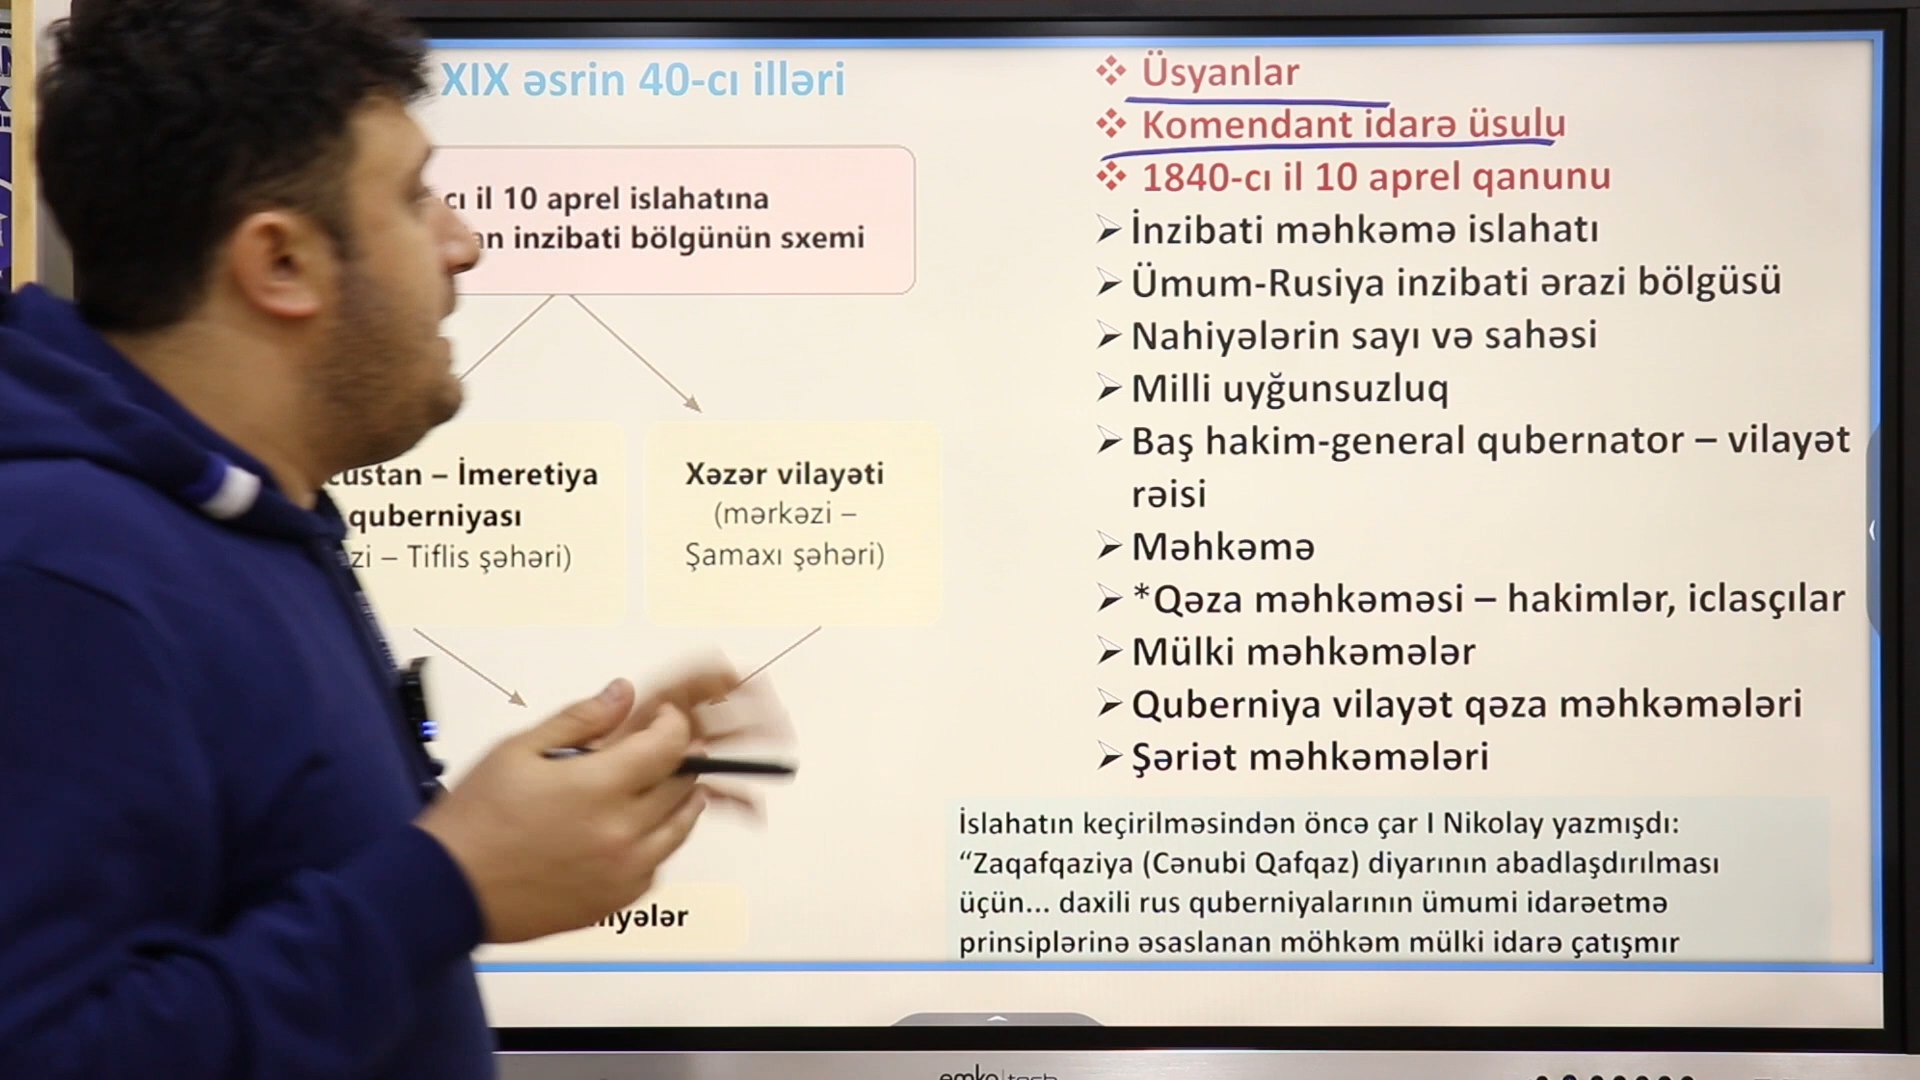 XIX əsrin 40-cı illəri
cı il 10 aprel islahatına
an inzibati bölgünün sxemi
custan – İmeretiya
quberniyası
zi – Tiflis şəhəri)
Xəzər vilayəti
(mərkəzi –
Şamaxı şəhəri)
iyələr
Üsyanlar
Komendant idarə üsulu
1840-cı il 10 aprel qanunu
İnzibati məhkəmə islahatı
Ümum-Rusiya inzibati ərazi bölgüsü
Nahiyələrin sayı və sahəsi
Milli uyğunsuzluq
Baş hakim-general qubernator – vilayət
rəisi
Məhkəmə
*Qəza məhkəməsi – hakimlər, iclasçılar
Mülki məhkəmələr
Quberniya vilayət qəza məhkəmələri
Şəriət məhkəmələri
İslahatın keçirilməsindən öncə çar I Nikolay yazmışdı:
“Zaqafqaziya (Cənubi Qafqaz) diyarının abadlaşdırılması
üçün... daxili rus quberniyalarının ümumi idarəetmə
prinsiplərinə əsaslanan möhkəm mülki idarə çatışmır